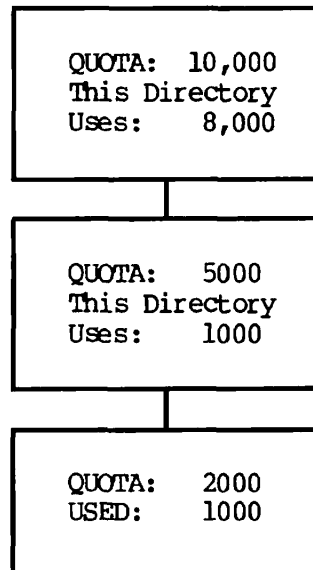 QUOTA: 10,000
This Directory
Uses: 8,000
QUOTA: 5000
This Directory
Uses: 1000
QUOTA: 2000
USED: 1000